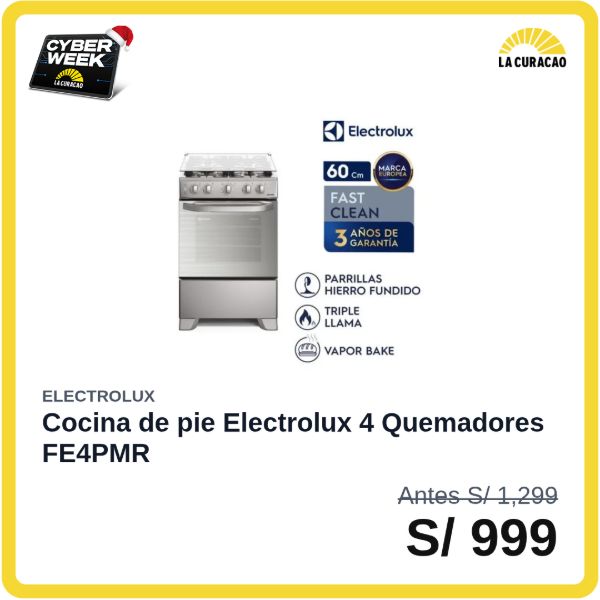 CYBER
WEEK
LA CURACAO
LA CURACAO
Electrolux
60 Cm
MARCA
EUROPEA
FAST
CLEAN
3 AÑOS DE
GARANTÍA
PARRILLAS
HIERRO FUNDIDO
TRIPLE
LLAMA
VAPOR BAKE
ELECTROLUX
Cocina de pie Electrolux 4 Quemadores
FE4PMR
Antes S/ 1,299
S/ 999